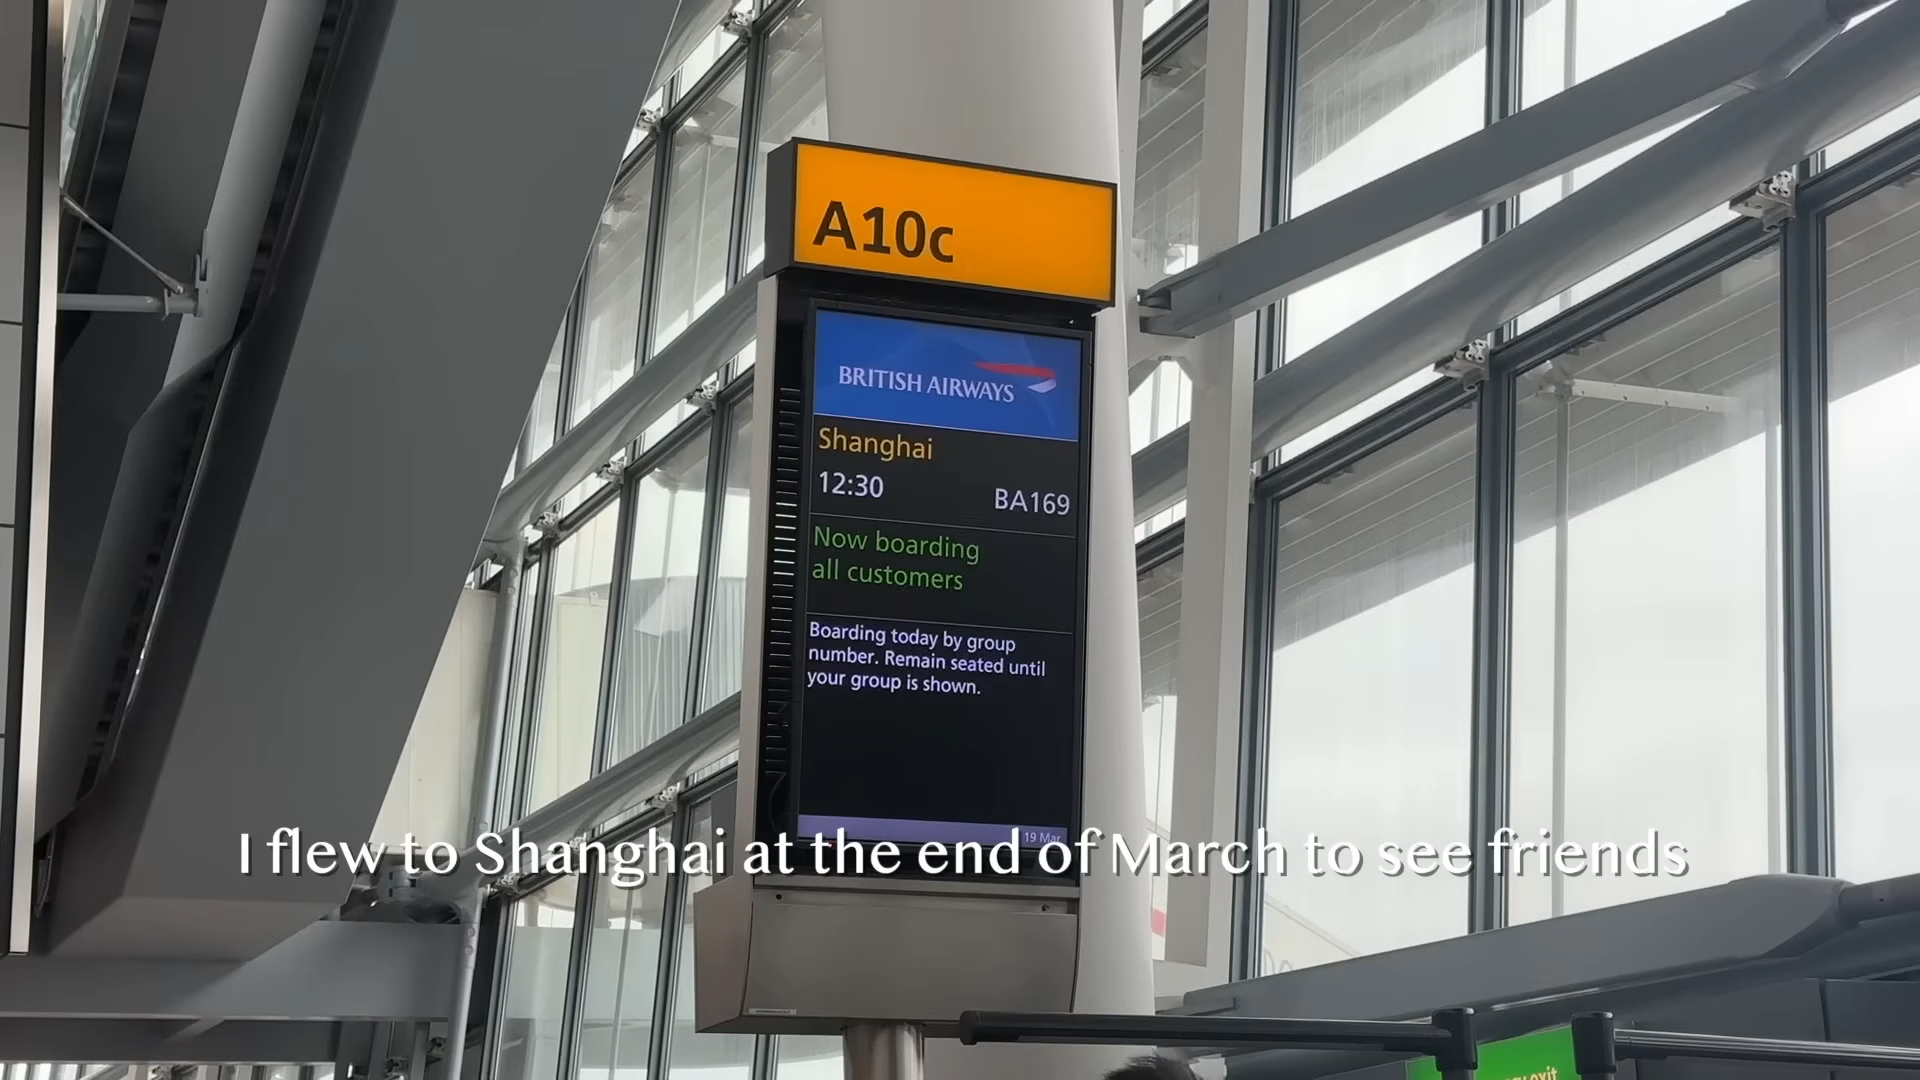 A10c
BRITISH AIRWAYS
Shanghai
12:30 BA169
Now boarding
all customers
Boarding today by group
number. Remain seated until
your group is shown.
19 Mar
I flew to Shanghai at the end of March to see friends
exit